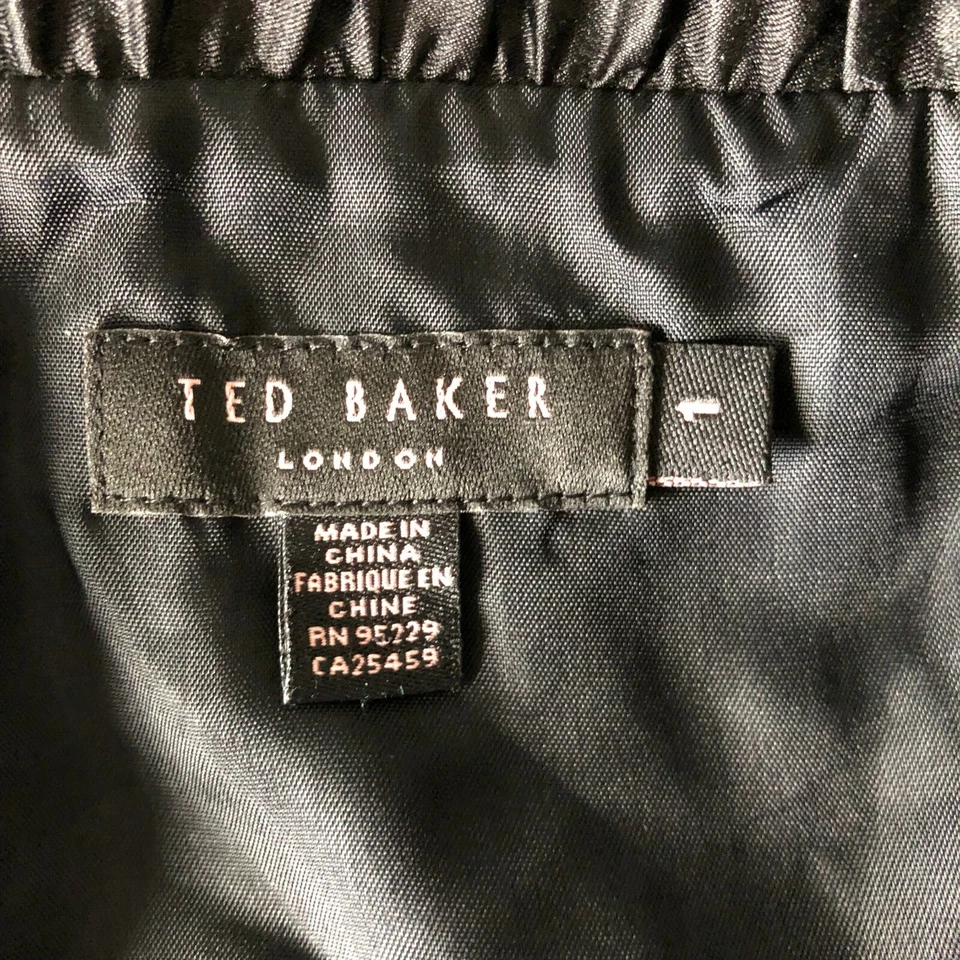 TED BAKER
LONDON
1
MADE IN
CHINA
FABRIQUE EN
CHINE
RN 95229
CA25459